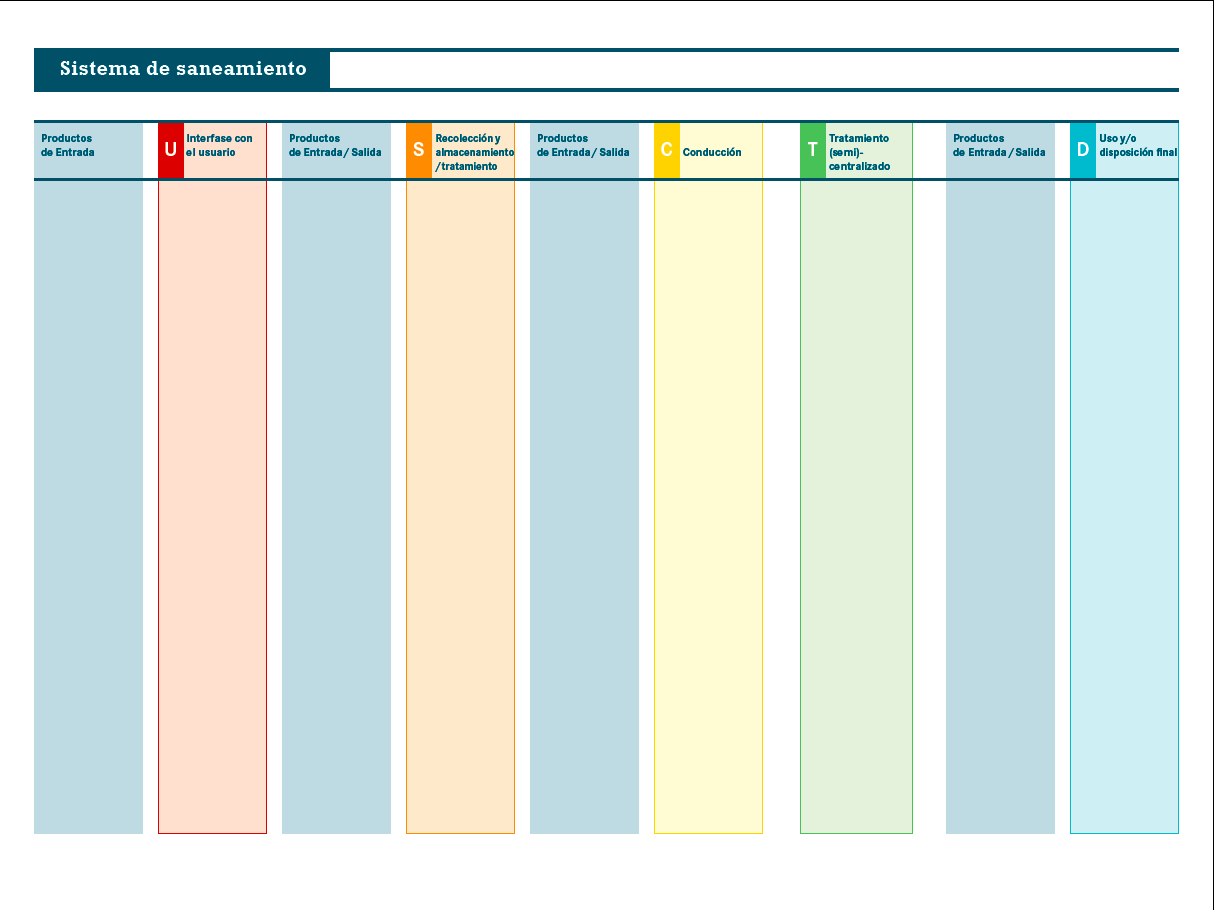 Sistema de saneamiento
Productos
de Entrada
U
Interfase con
el usuario
Productos
de Entrada / Salida
S
Recolección y
almacenamiento
/tratamiento
Productos
de Entrada / Salida
C
Conducción
T
Tratamiento
(semi)-
centralizado
Productos
de Entrada / Salida
D
Uso y/o
disposición final